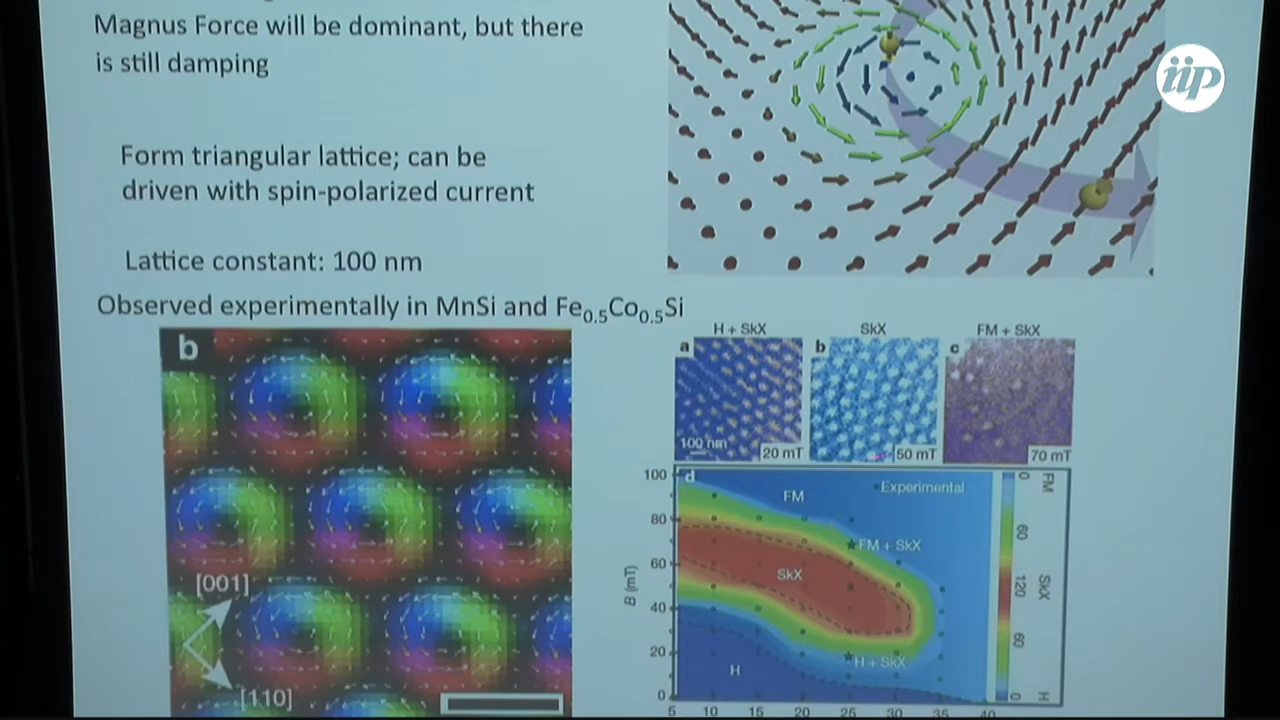 Magnus Force will be dominant, but there
is still damping
iip
Form triangular lattice; can be
driven with spin-polarized current
Lattice constant: 100 nm
Observed experimentally in MnSi and Fe0.5Co0.5Si
b
[001]
[110]
H + SkX
SkX
FM + SkX
a
b
c
100 nm
20 mT
50 mT
70 mT
d
100
80
60
40
20
0
B (mT)
FM
Experimental
FM + SkX
SkX
H + SkX
H
5 10 15 20 25 30 35 40
0 60 120 60 0
FM SkX H